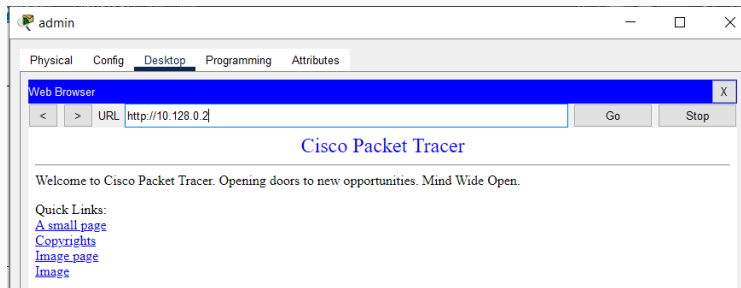 admin
Physical Config Desktop Programming Attributes
Web Browser X
< > URL http://10.128.0.2 Go Stop
Cisco Packet Tracer
Welcome to Cisco Packet Tracer. Opening doors to new opportunities. Mind Wide Open.
Quick Links:
A small page
Copyrights
Image page
Image